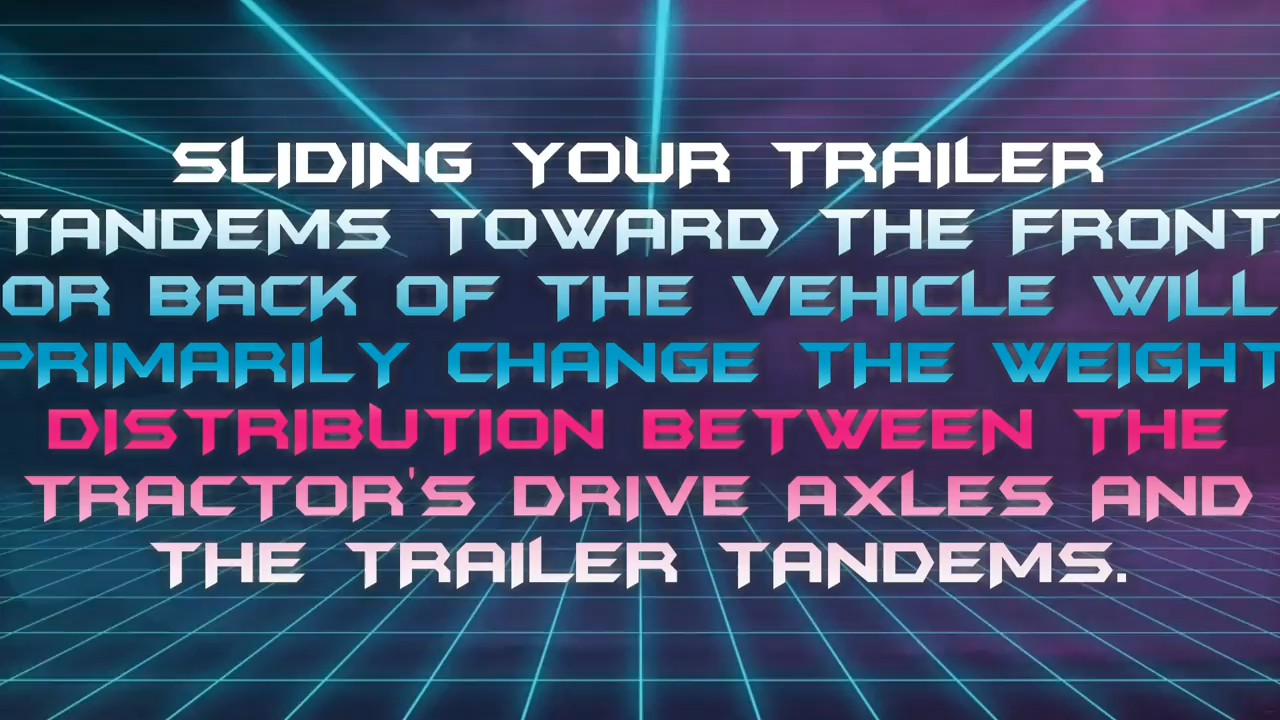 SLIDING YOUR TRAILER
TANDEMS TOWARD THE FRONT
OR BACK OF THE VEHICLE WILL
PRIMARILY CHANGE THE WEIGHT
DISTRIBUTION BETWEEN THE
TRACTOR'S DRIVE AXLES AND
THE TRAILER TANDEMS.